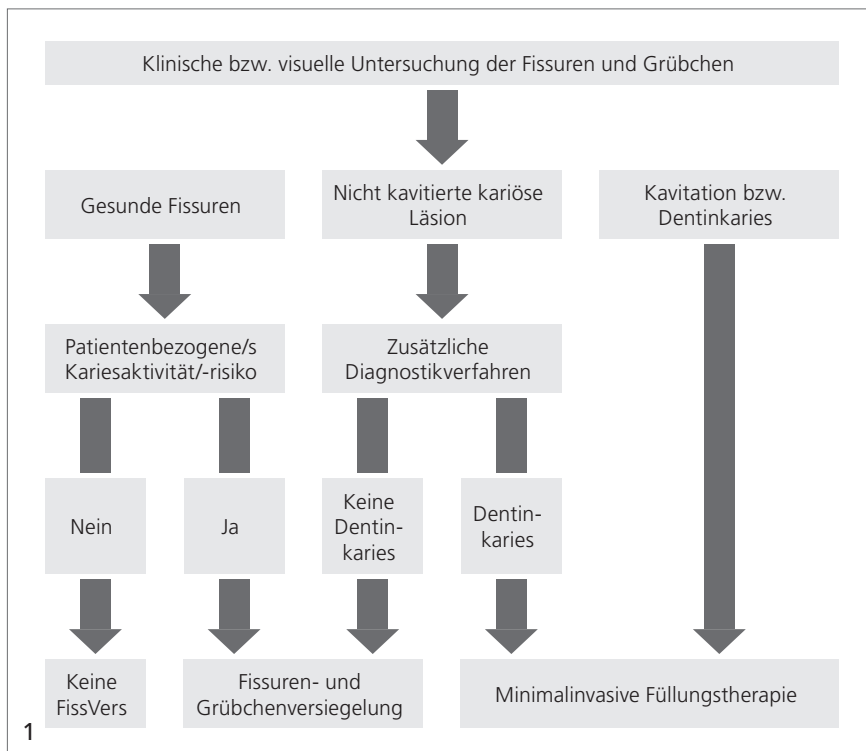 Klinische bzw. visuelle Untersuchung der Fissuren und Grübchen
Gesunde Fissuren
Nicht kavitierte kariöse
Läsion
Kavitation bzw.
Dentinkaries
Patientenbezogene/s
Kariesaktivität/-risiko
Zusätzliche
Diagnostikverfahren
Nein
Ja
Keine
Dentin-
karies
Dentin-
karies
Keine
FissVers
Fissuren- und
Grübchenversiegelung
Minimalinvasive Füllungstherapie
1